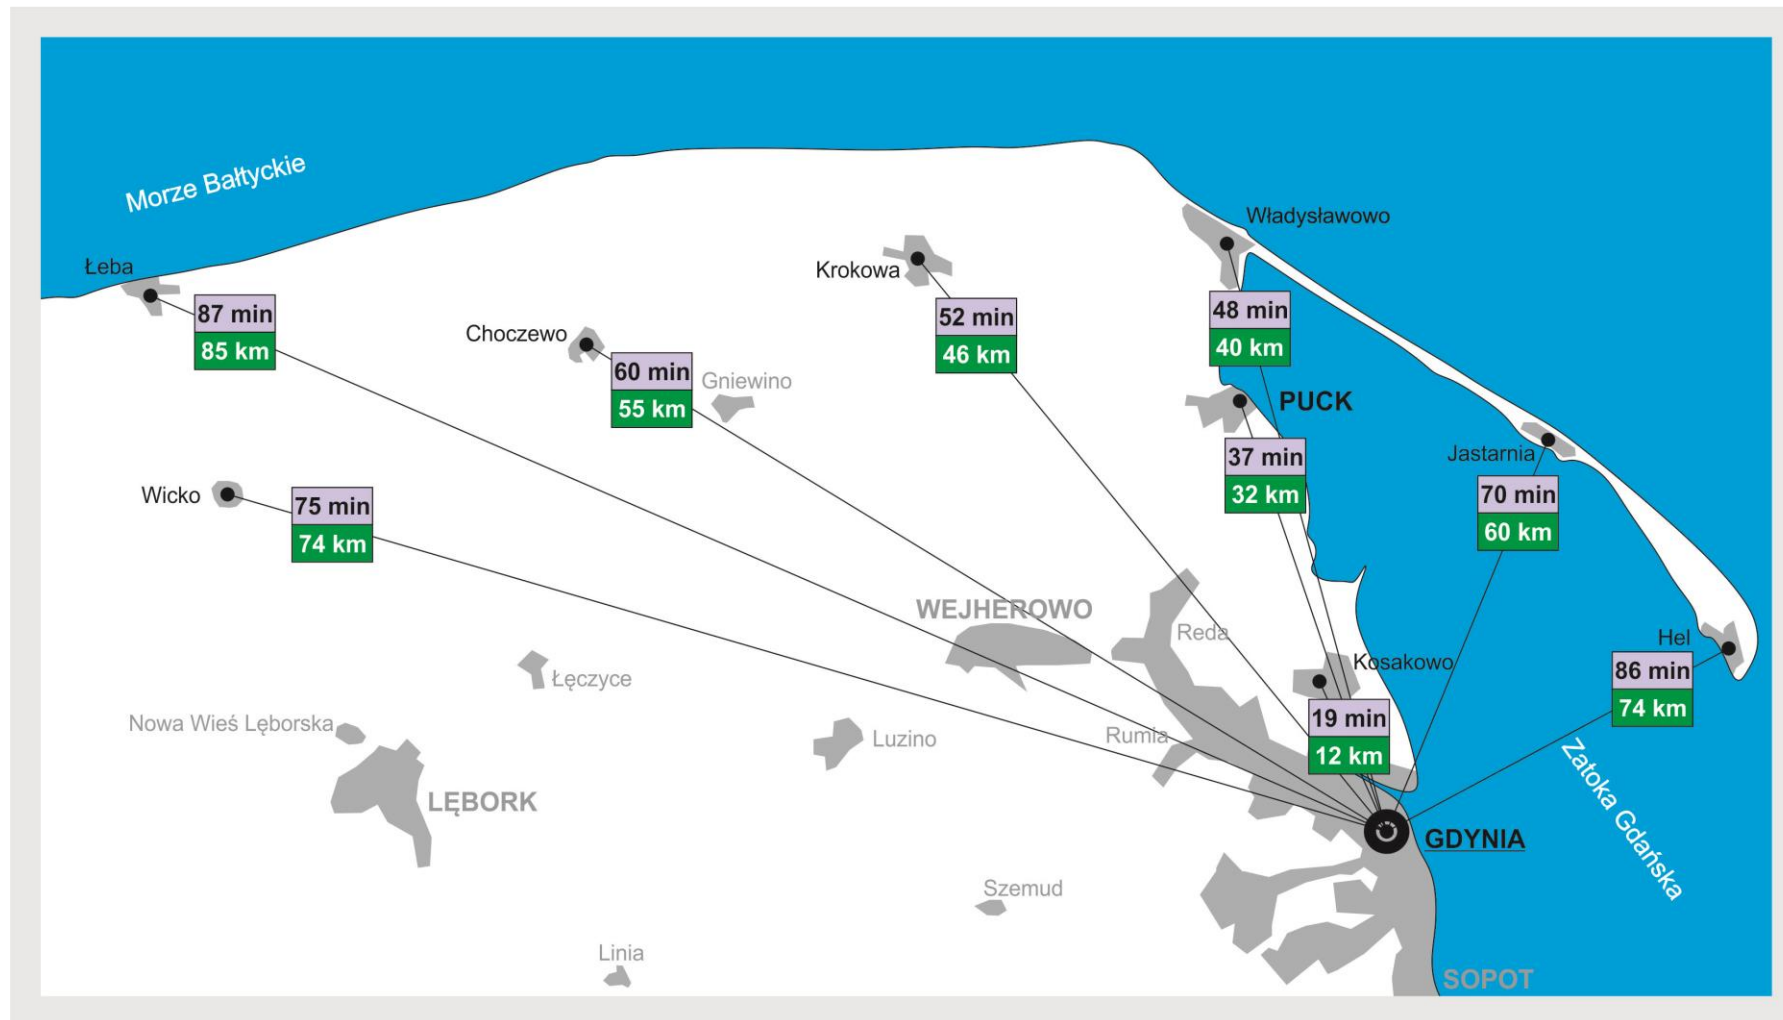 Morze Bałtyckie
Władysławowo
Łeba
Krokowa
87 min
85 km
52 min
46 km
48 min
40 km
Choczewo
60 min
55 km
Gniewino
PUCK
37 min
32 km
Jastarnia
70 min
60 km
Wicko
75 min
74 km
WEJHEROWO
Reda
Kosakowo
Hel
86 min
74 km
Łęczyce
19 min
12 km
Nowa Wieś Lęborska
Luzino
Rumia
LĘBORK
GDYNIA
Zatoka Gdańska
Szemud
Linia
SOPOT